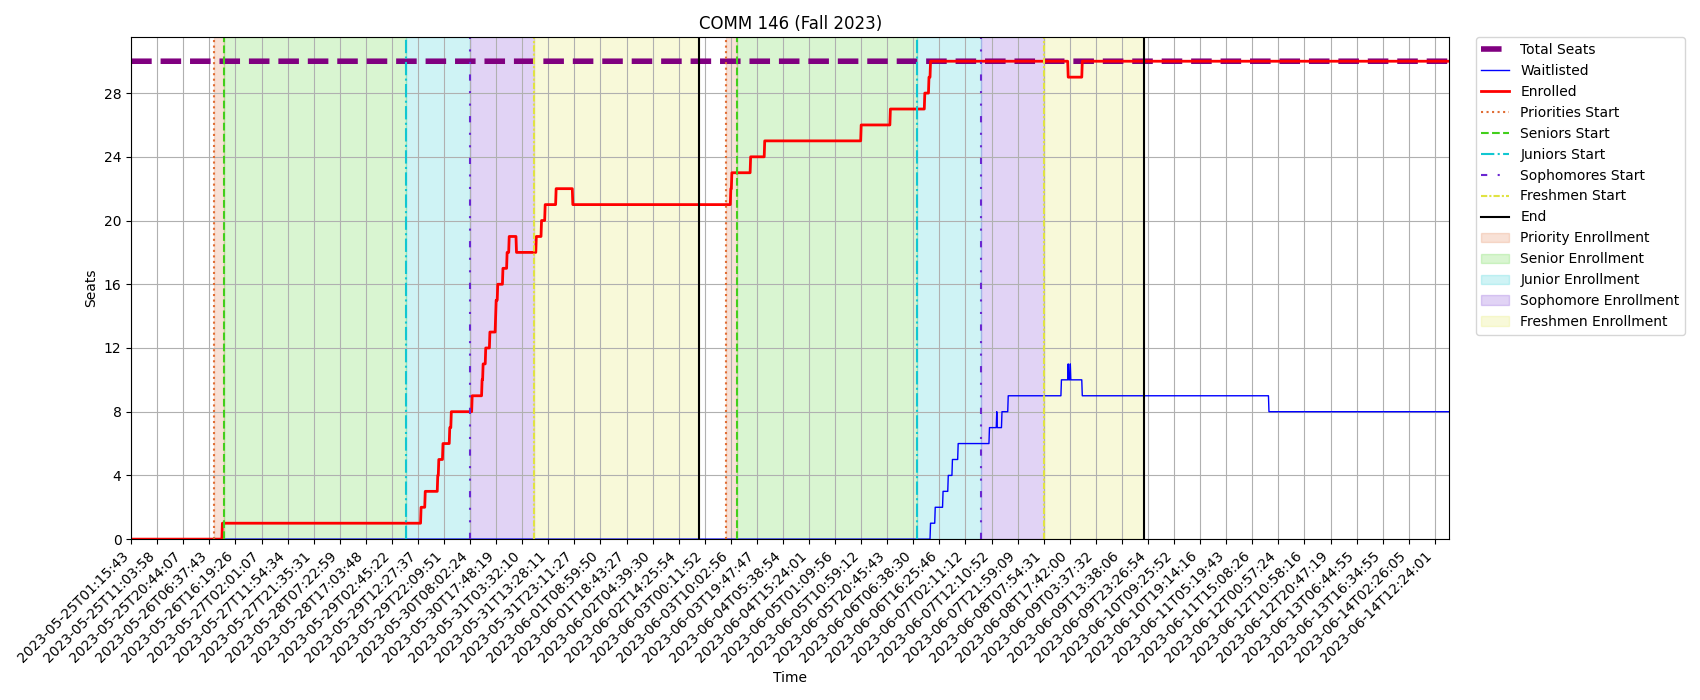 COMM 146 (Fall 2023)
Total Seats
Waitlisted
Enrolled
Priorities Start
Seniors Start
Juniors Start
Sophomores Start
Freshmen Start
End
Priority Enrollment
Senior Enrollment
Junior Enrollment
Sophomore Enrollment
Freshmen Enrollment
Seats
28
24
20
16
12
8
4
0
2023-05-25T01:15:43
2023-05-25T11:03:58
2023-05-25T20:44:07
2023-05-26T06:37:43
2023-05-26T16:19:26
2023-05-27T02:01:07
2023-05-27T11:54:34
2023-05-27T21:35:31
2023-05-28T07:22:59
2023-05-28T17:03:48
2023-05-29T02:45:22
2023-05-29T12:27:37
2023-05-29T22:09:51
2023-05-30T08:02:24
2023-05-30T17:48:19
2023-05-31T03:32:10
2023-05-31T13:28:11
2023-05-31T23:11:27
2023-06-01T08:59:50
2023-06-01T18:43:27
2023-06-02T04:39:30
2023-06-02T14:25:54
2023-06-03T00:11:52
2023-06-03T10:02:56
2023-06-03T19:47:47
2023-06-04T05:38:54
2023-06-04T15:24:01
2023-06-05T01:09:56
2023-06-05T10:59:12
2023-06-05T20:45:43
2023-06-06T06:38:30
2023-06-06T16:25:46
2023-06-07T02:11:12
2023-06-07T12:10:52
2023-06-07T21:59:09
2023-06-08T07:54:31
2023-06-08T17:42:00
2023-06-09T03:37:32
2023-06-09T13:38:06
2023-06-09T23:26:54
2023-06-10T09:25:52
2023-06-10T19:14:16
2023-06-11T05:19:43
2023-06-11T15:08:26
2023-06-12T00:57:24
2023-06-12T10:58:16
2023-06-12T20:47:19
2023-06-13T06:44:55
2023-06-13T16:34:55
2023-06-14T02:26:05
2023-06-14T12:24:01
Time